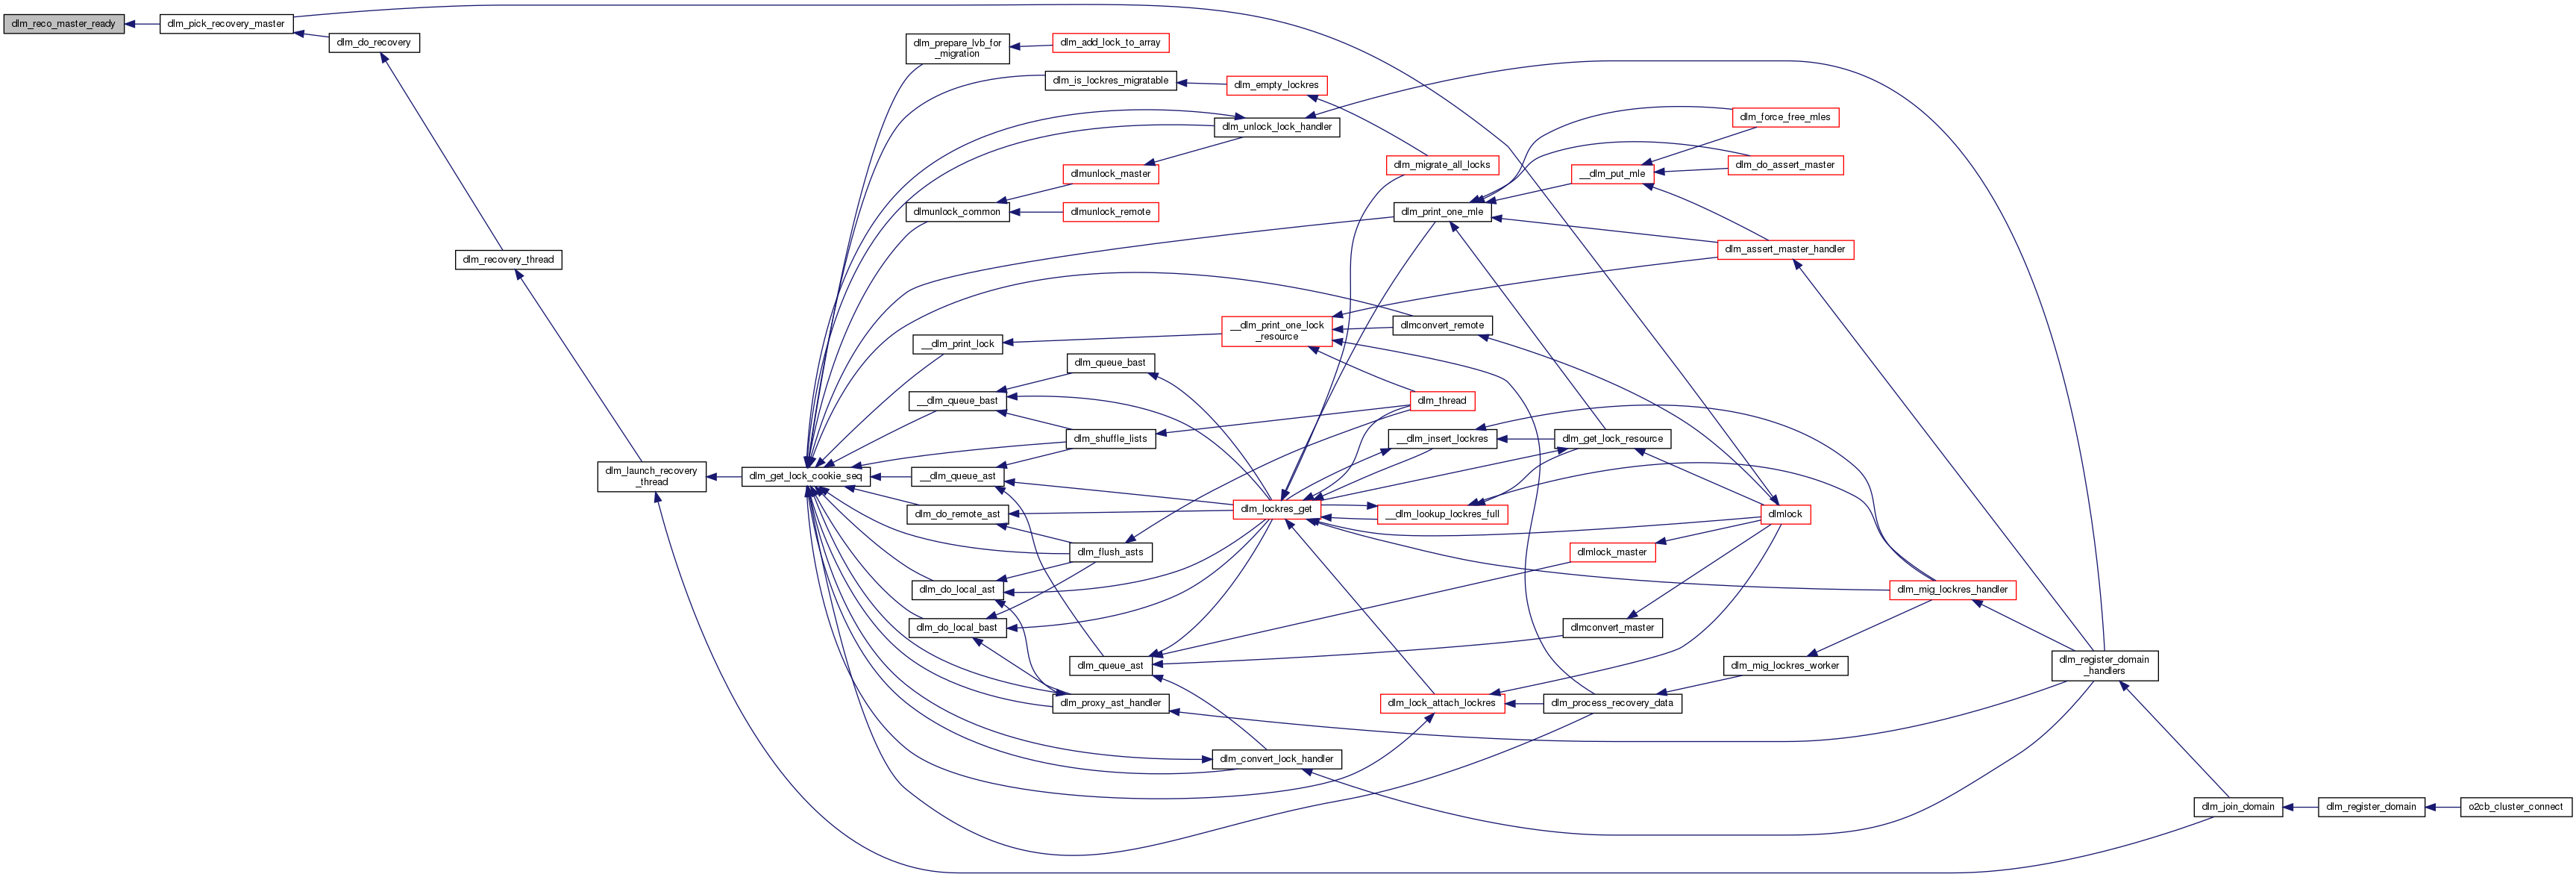 dlm_reco_master_ready
dlm_pick_recovery_master
dlm_do_recovery
dlm_recovery_thread
dlm_launch_recovery
_thread
dlm_get_lock_cookie_seq
dlm_prepare_lvb_for
_migration
dlm_add_lock_to_array
dlm_is_lockres_migratable
dlm_empty_lockres
dlm_unlock_lock_handler
dlm_migrate_all_locks
dlmunlock_master
dlmunlock_common
dlmunlock_remote
dlm_force_free_mles
dlm_do_assert_master
__dlm_put_mle
dlm_print_one_mle
dlm_assert_master_handler
__dlm_print_lock
__dlm_print_one_lock
_resource
dlmconvert_remote
dlm_queue_bast
__dlm_queue_bast
dlm_thread
dlm_shuffle_lists
__dlm_insert_lockres
dlm_get_lock_resource
__dlm_queue_ast
dlm_do_remote_ast
dlm_lockres_get
__dlm_lookup_lockres_full
dlmlock
dlm_flush_asts
dlmlock_master
dlm_do_local_ast
dlm_mig_lockres_handler
dlm_do_local_bast
dlmconvert_master
dlm_queue_ast
dlm_mig_lockres_worker
dlm_register_domain
_handlers
dlm_proxy_ast_handler
dlm_lock_attach_lockres
dlm_process_recovery_data
dlm_convert_lock_handler
dlm_join_domain
dlm_register_domain
o2cb_cluster_connect